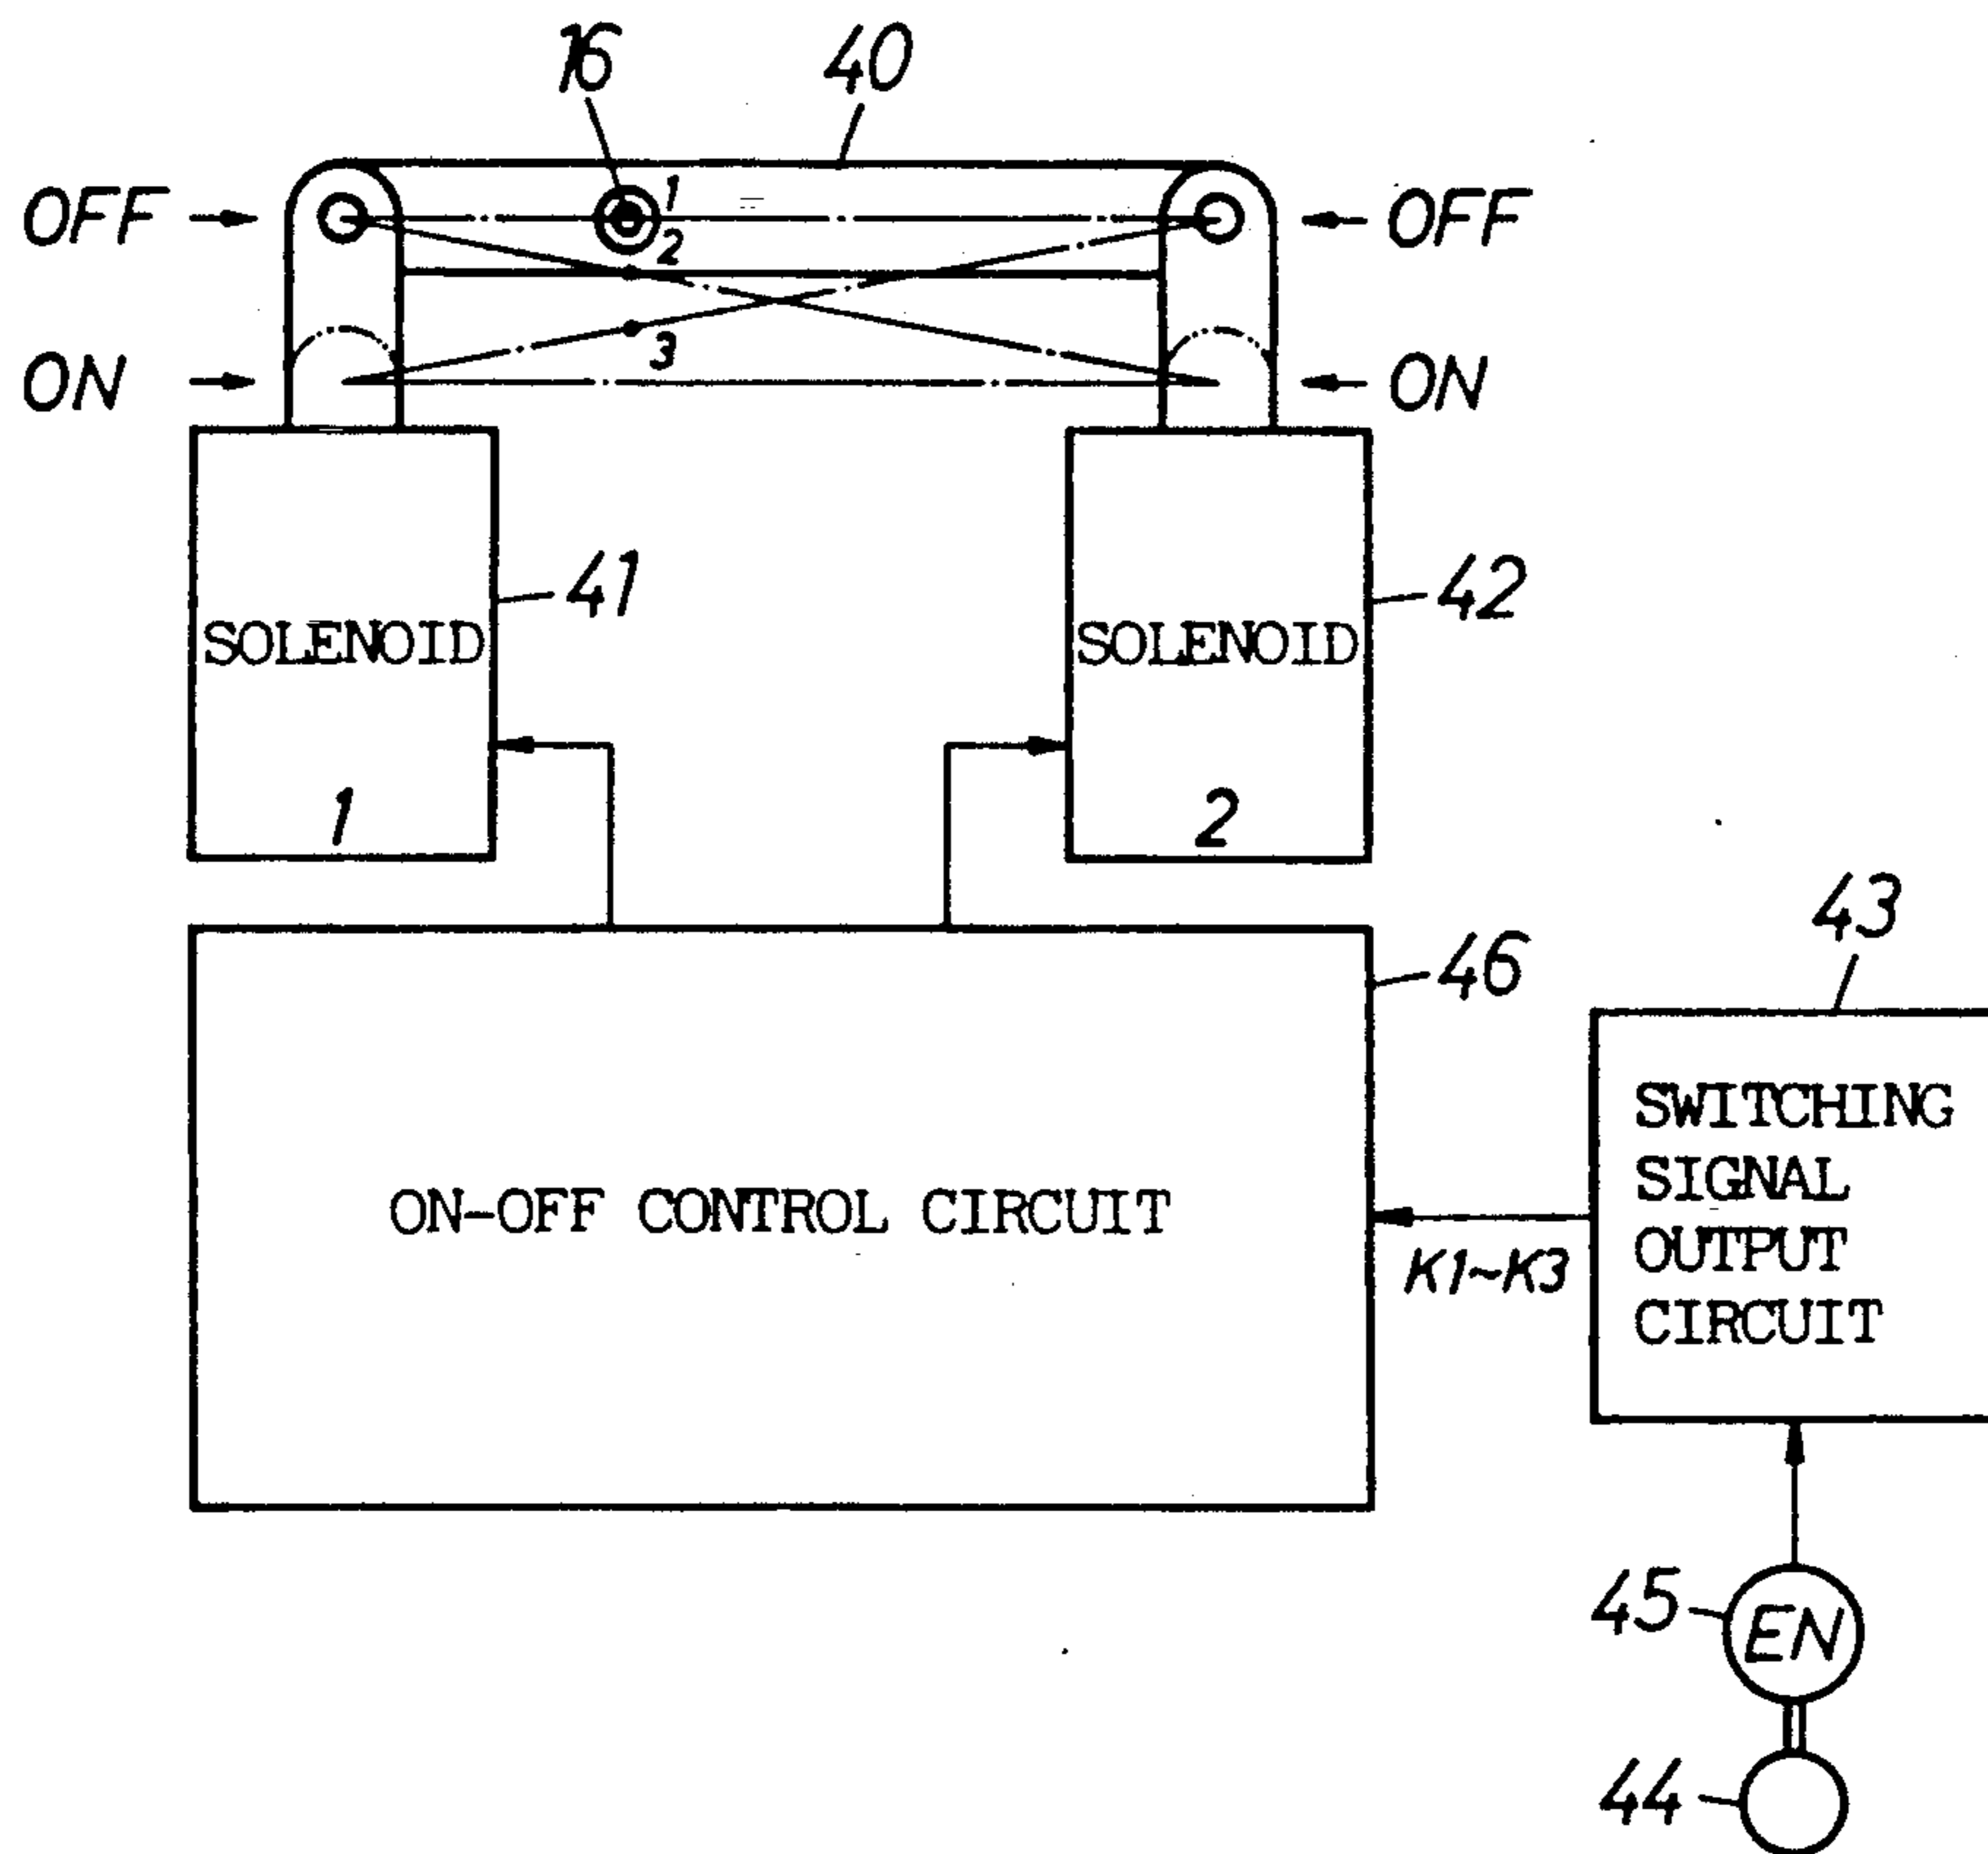 16
40
OFF
1
OFF
2
3
ON
ON
41
42
SOLENOID
SOLENOID
1
2
43
46
SWITCHING
SIGNAL
OUTPUT
CIRCUIT
ON-OFF CONTROL CIRCUIT
K1~K3
45
EN
44